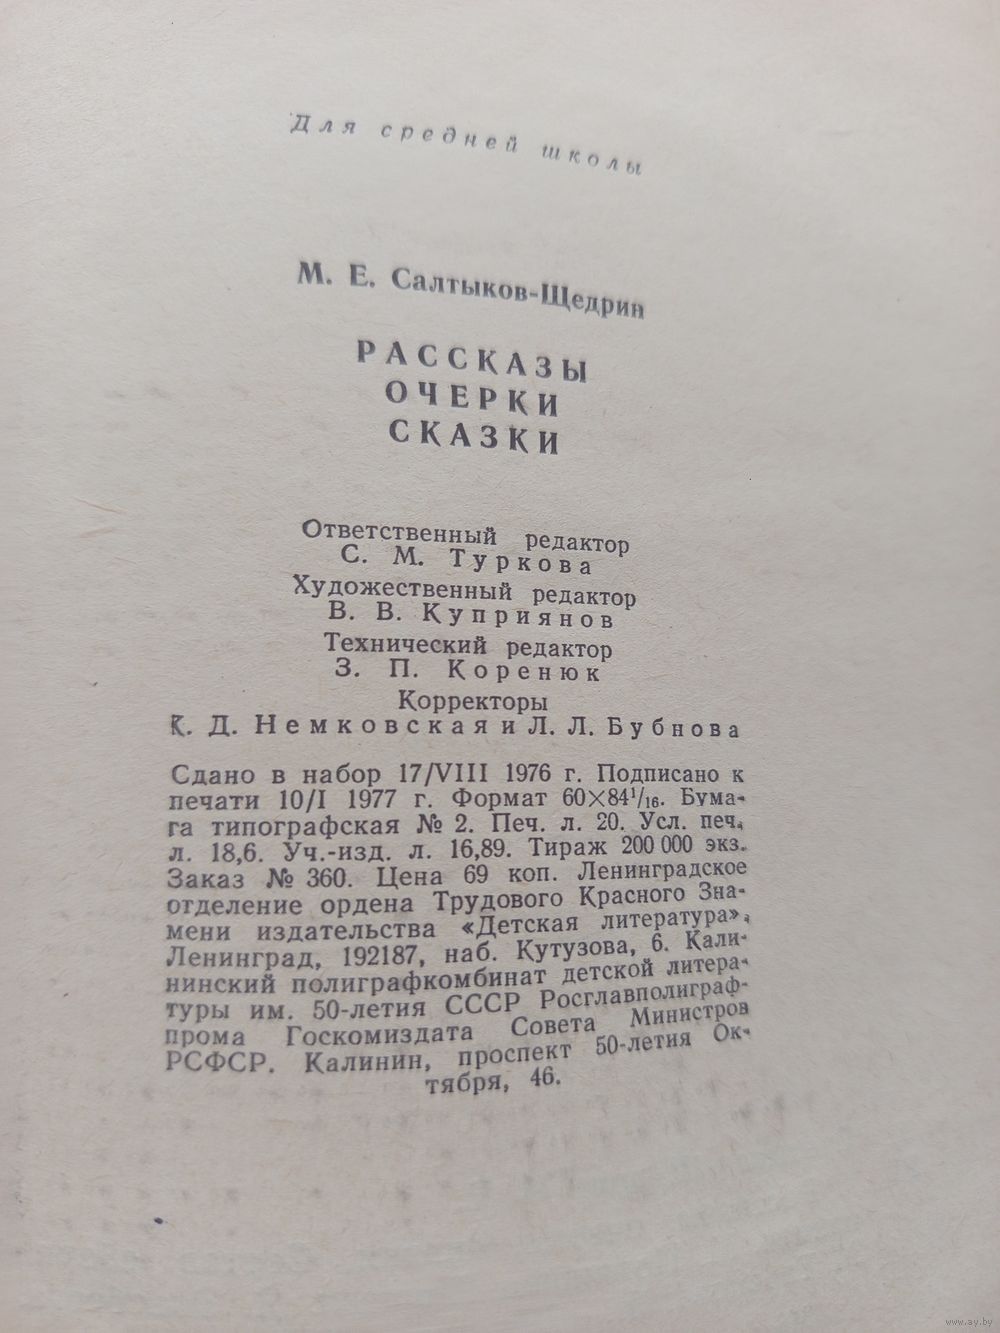 Для средней школы
М. Е. Салтыков-Щедрин
РАССКАЗЫ
ОЧЕРКИ
СКАЗКИ
Ответственный редактор
С. М. Туркова
Художественный редактор
В. В. Куприянов
Технический редактор
З. П. Коренюк
Корректоры
К. Д. Немковская и Л. Л. Бубнова
Сдано в набор 17/VIII 1976 г. Подписано к
печати 10/I 1977 г. Формат 60×84¹/₁₆. Бума-
га типографская № 2. Печ. л. 20. Усл. печ.
л. 18,6. Уч.-изд. л. 16,89. Тираж 200 000 экз.
Заказ № 360. Цена 69 коп. Ленинградское
отделение ордена Трудового Красного Зна-
мени издательства «Детская литература»,
Ленинград, 192187, наб. Кутузова, 6. Кали-
нинский полиграфкомбинат детской литера-
туры им. 50-летия СССР Росглавполиграф-
прома Госкомиздата Совета Министров
РСФСР. Калинин, проспект 50-летия Ок-
тября, 46.
www.ay.by